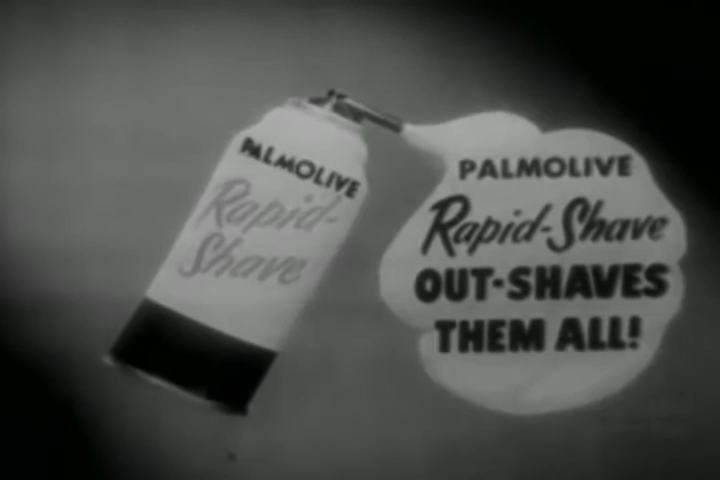 PALMOLIVE
Rapid-
Shave
PALMOLIVE
Rapid-Shave
OUT-SHAVES
THEM ALL!